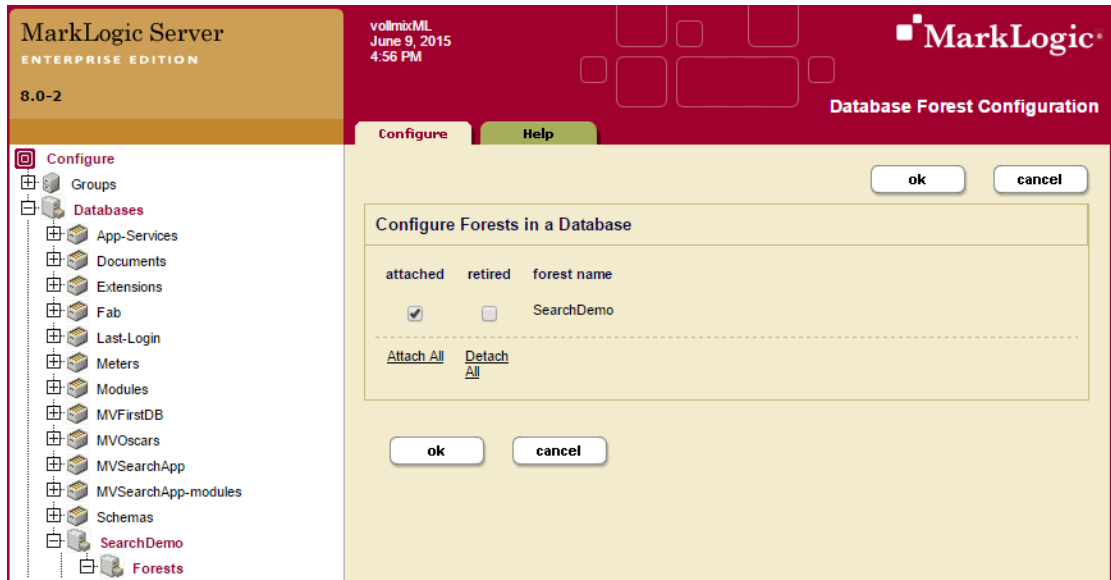 MarkLogic Server
ENTERPRISE EDITION
8.0-2
vollmixML
June 9, 2015
4:56 PM
MarkLogic
Database Forest Configuration
Configure
Help
Configure
Groups
Databases
App-Services
Documents
Extensions
Fab
Last-Login
Meters
Modules
MVFirstDB
MVOscars
MVSearchApp
MVSearchApp-modules
Schemas
SearchDemo
Forests
ok cancel
Configure Forests in a Database
attached retired forest name
SearchDemo
Attach All Detach
All
ok cancel